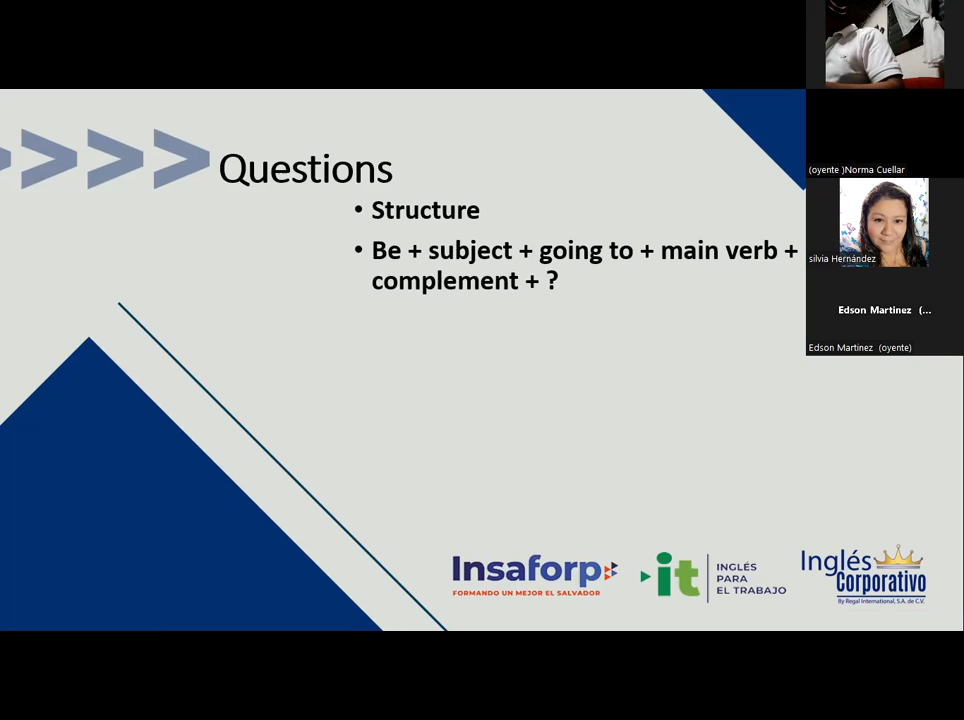 Questions
• Structure
• Be + subject + going to + main verb +
complement + ?
(oyente )Norma Cuellar
silvia Hernández
Edson Martinez (...
Edson Martinez (oyente)
Insaforp
FORMANDO UN MEJOR EL SALVADOR
it
INGLÉS
PARA
EL TRABAJO
Inglés
Corporativo
By Regal International, S.A. de C.V.